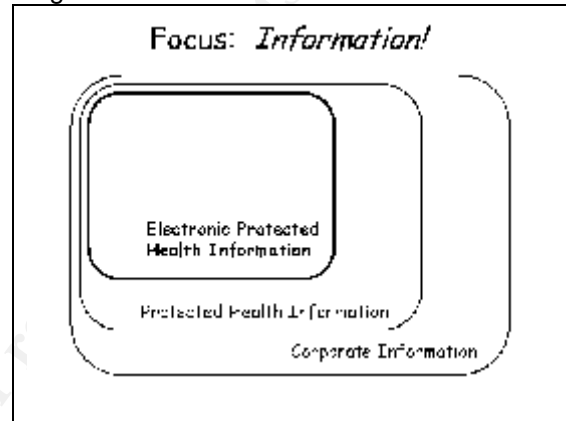 Focus: Information!
Electronic Protected
Health Information
Protected Health Information
Corporate Information